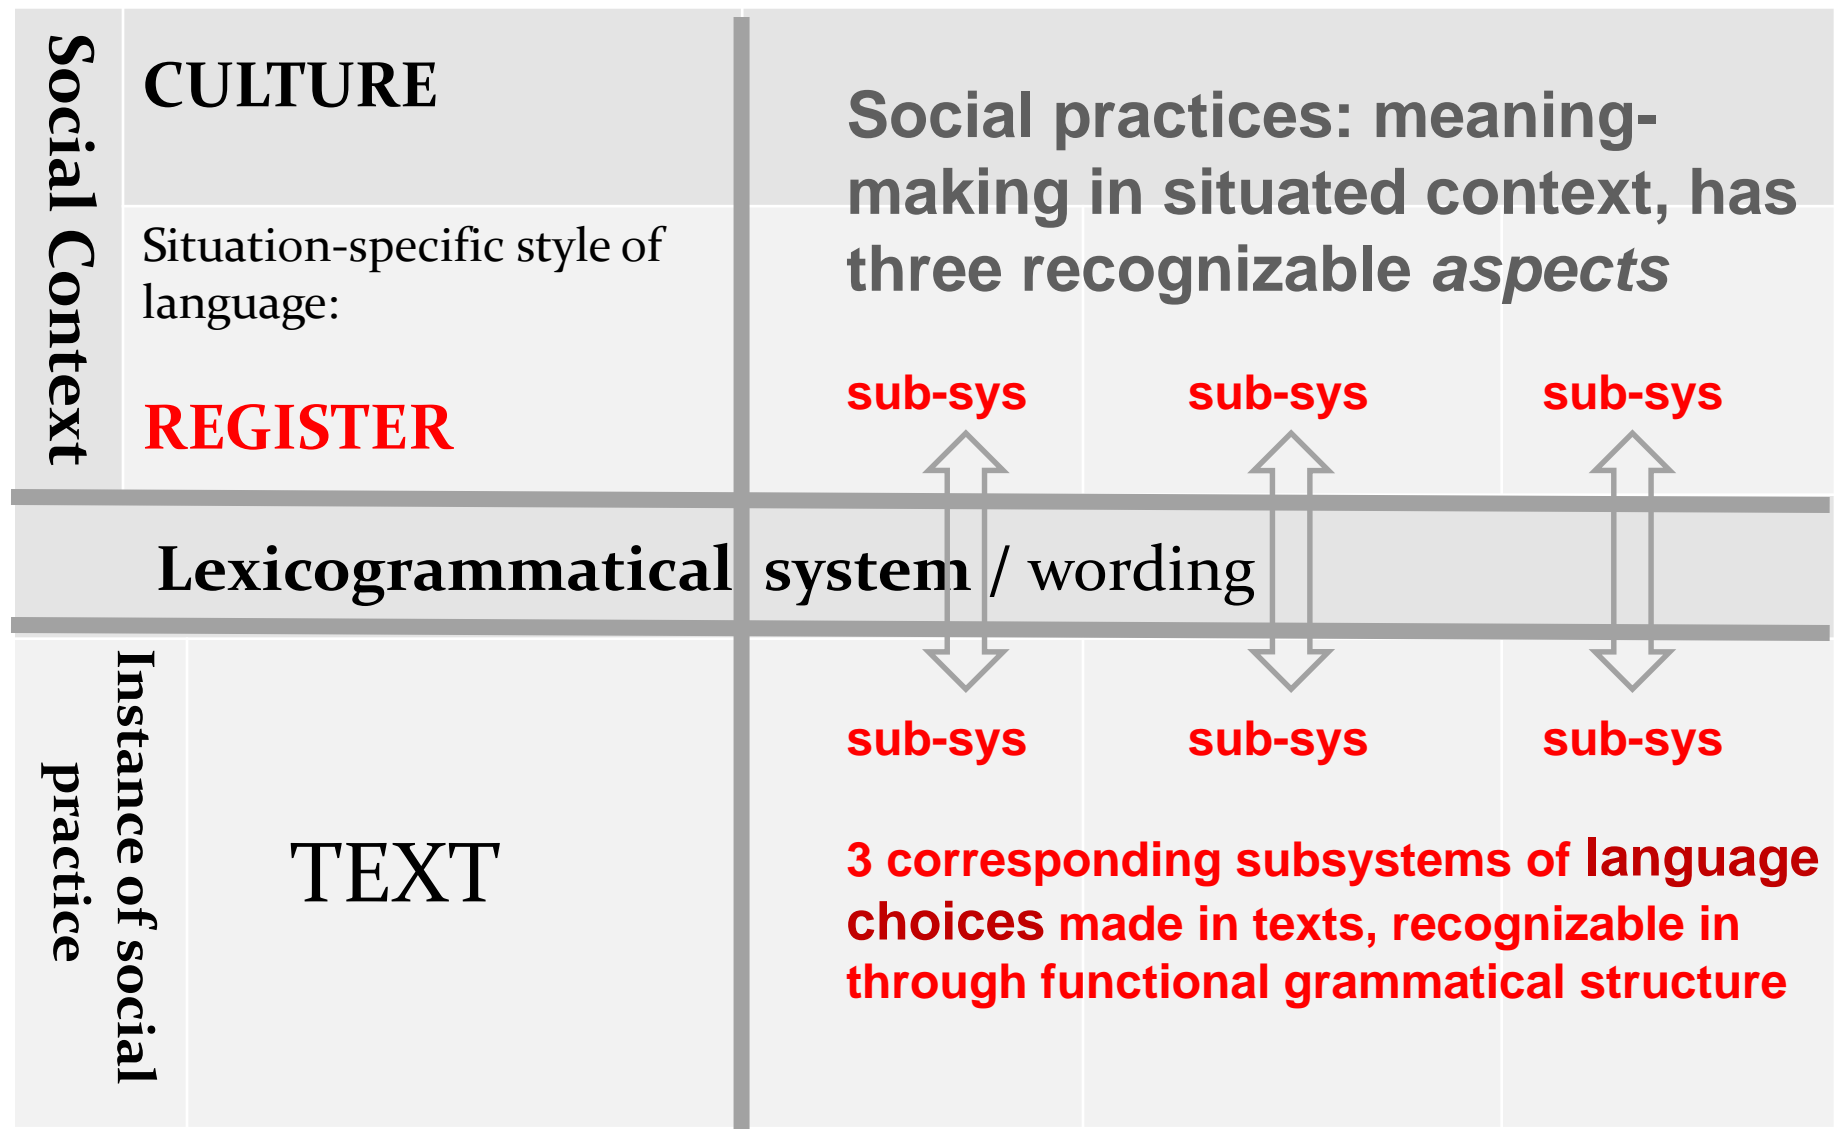 Social Context
CULTURE
Social practices: meaning-
making in situated context, has
three recognizable aspects
Situation-specific style of
language:
REGISTER
sub-sys sub-sys sub-sys
Lexicogrammatical system / wording
Instance of social
practice
TEXT
sub-sys sub-sys sub-sys
3 corresponding subsystems of language
choices made in texts, recognizable in
through functional grammatical structure